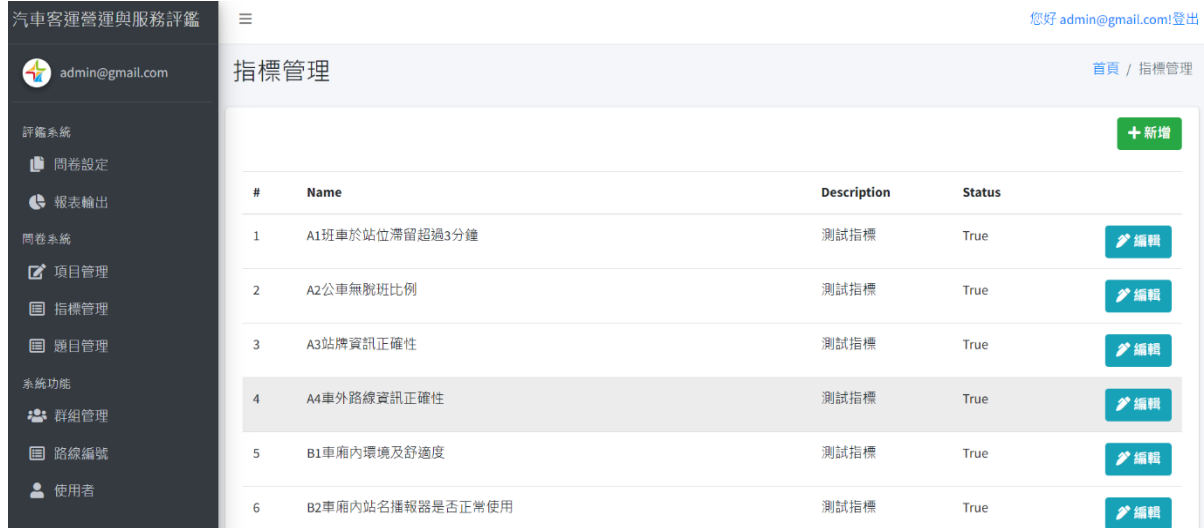 汽車客運營運與服務評鑑
您好 admin@gmail.com!登出
admin@gmail.com
指標管理
首頁 / 指標管理
評鑑系統
問卷設定
報表輸出
問卷系統
項目管理
指標管理
題目管理
系統功能
群組管理
路線編號
使用者
新增
# Name Description Status
1 A1班車於站位滯留超過3分鐘 測試指標 True 編輯
2 A2公車無脫班比例 測試指標 True 編輯
3 A3站牌資訊正確性 測試指標 True 編輯
4 A4車外路線資訊正確性 測試指標 True 編輯
5 B1車廂內環境及舒適度 測試指標 True 編輯
6 B2車廂內站名播報器是否正常使用 測試指標 True 編輯